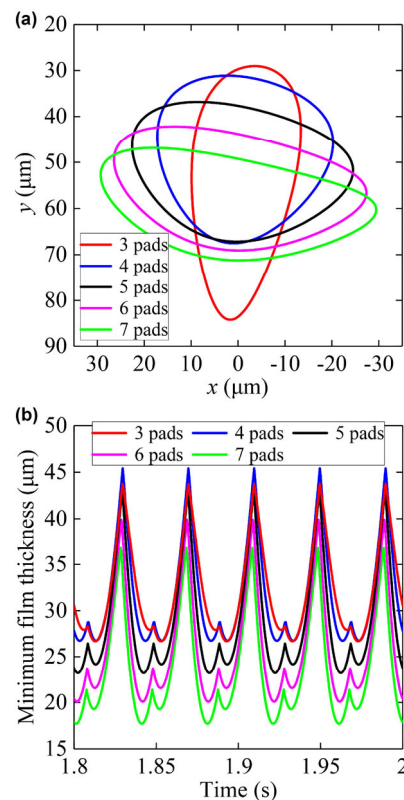 (a)
20
30
40
50
60
70
80
90
y (μm)
3 pads
4 pads
5 pads
6 pads
7 pads
30 20 10 0 -10 -20 -30
x (μm)
(b)
50
45
40
35
30
25
20
15
Minimum film thickness (μm)
3 pads 4 pads 5 pads
6 pads 7 pads
1.8 1.85 1.9 1.95 2
Time (s)